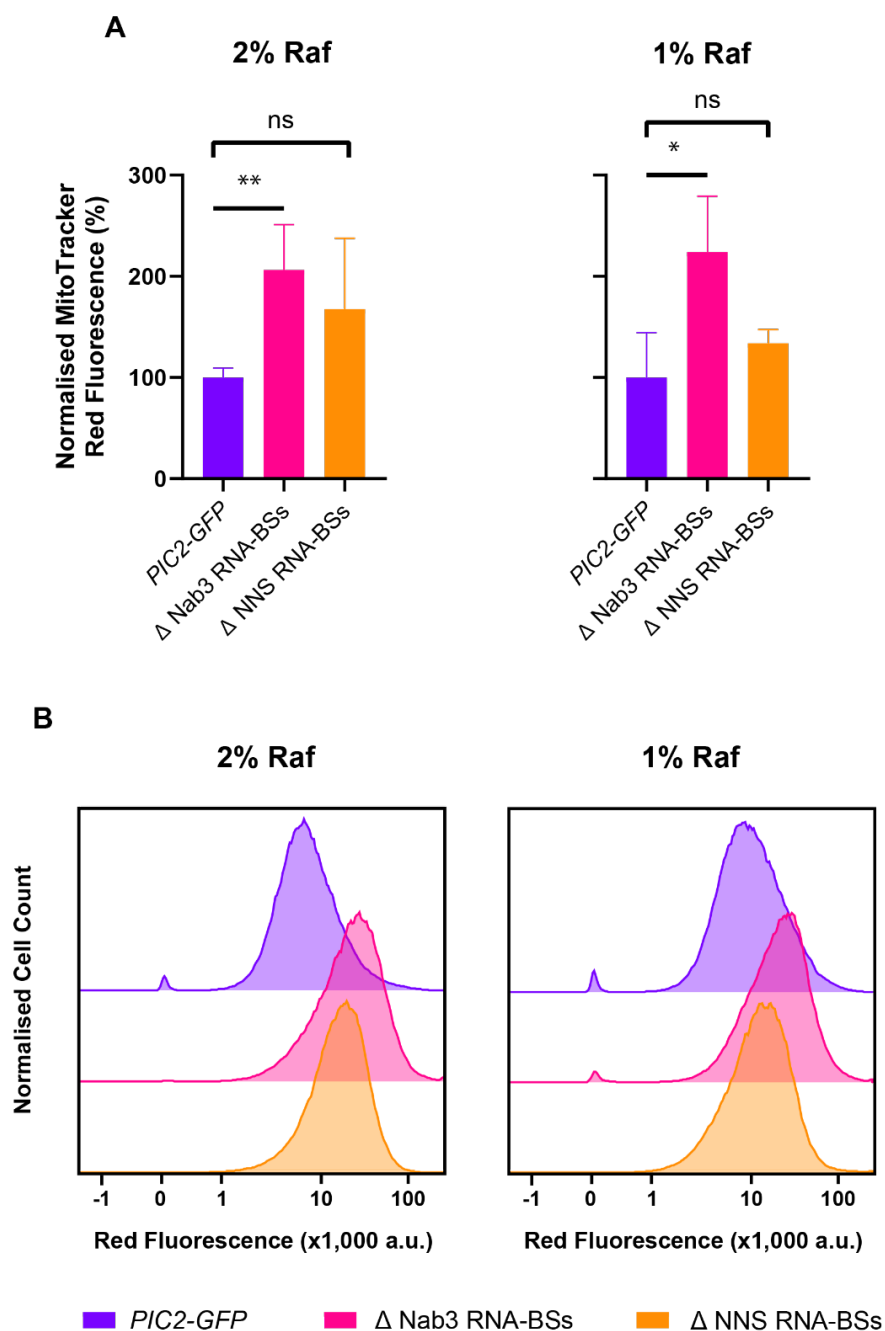 A
2% Raf
1% Raf
ns
ns
**
*
300
200
100
0
Normalised MitoTracker
Red Fluorescence (%)
PIC2-GFP
Δ Nab3 RNA-BSs
Δ NNS RNA-BSs
PIC2-GFP
Δ Nab3 RNA-BSs
Δ NNS RNA-BSs
B
2% Raf
1% Raf
Normalised Cell Count
-1 0 1 10 100
-1 0 1 10 100
Red Fluorescence (x1,000 a.u.)
Red Fluorescence (x1,000 a.u.)
PIC2-GFP Δ Nab3 RNA-BSs Δ NNS RNA-BSs